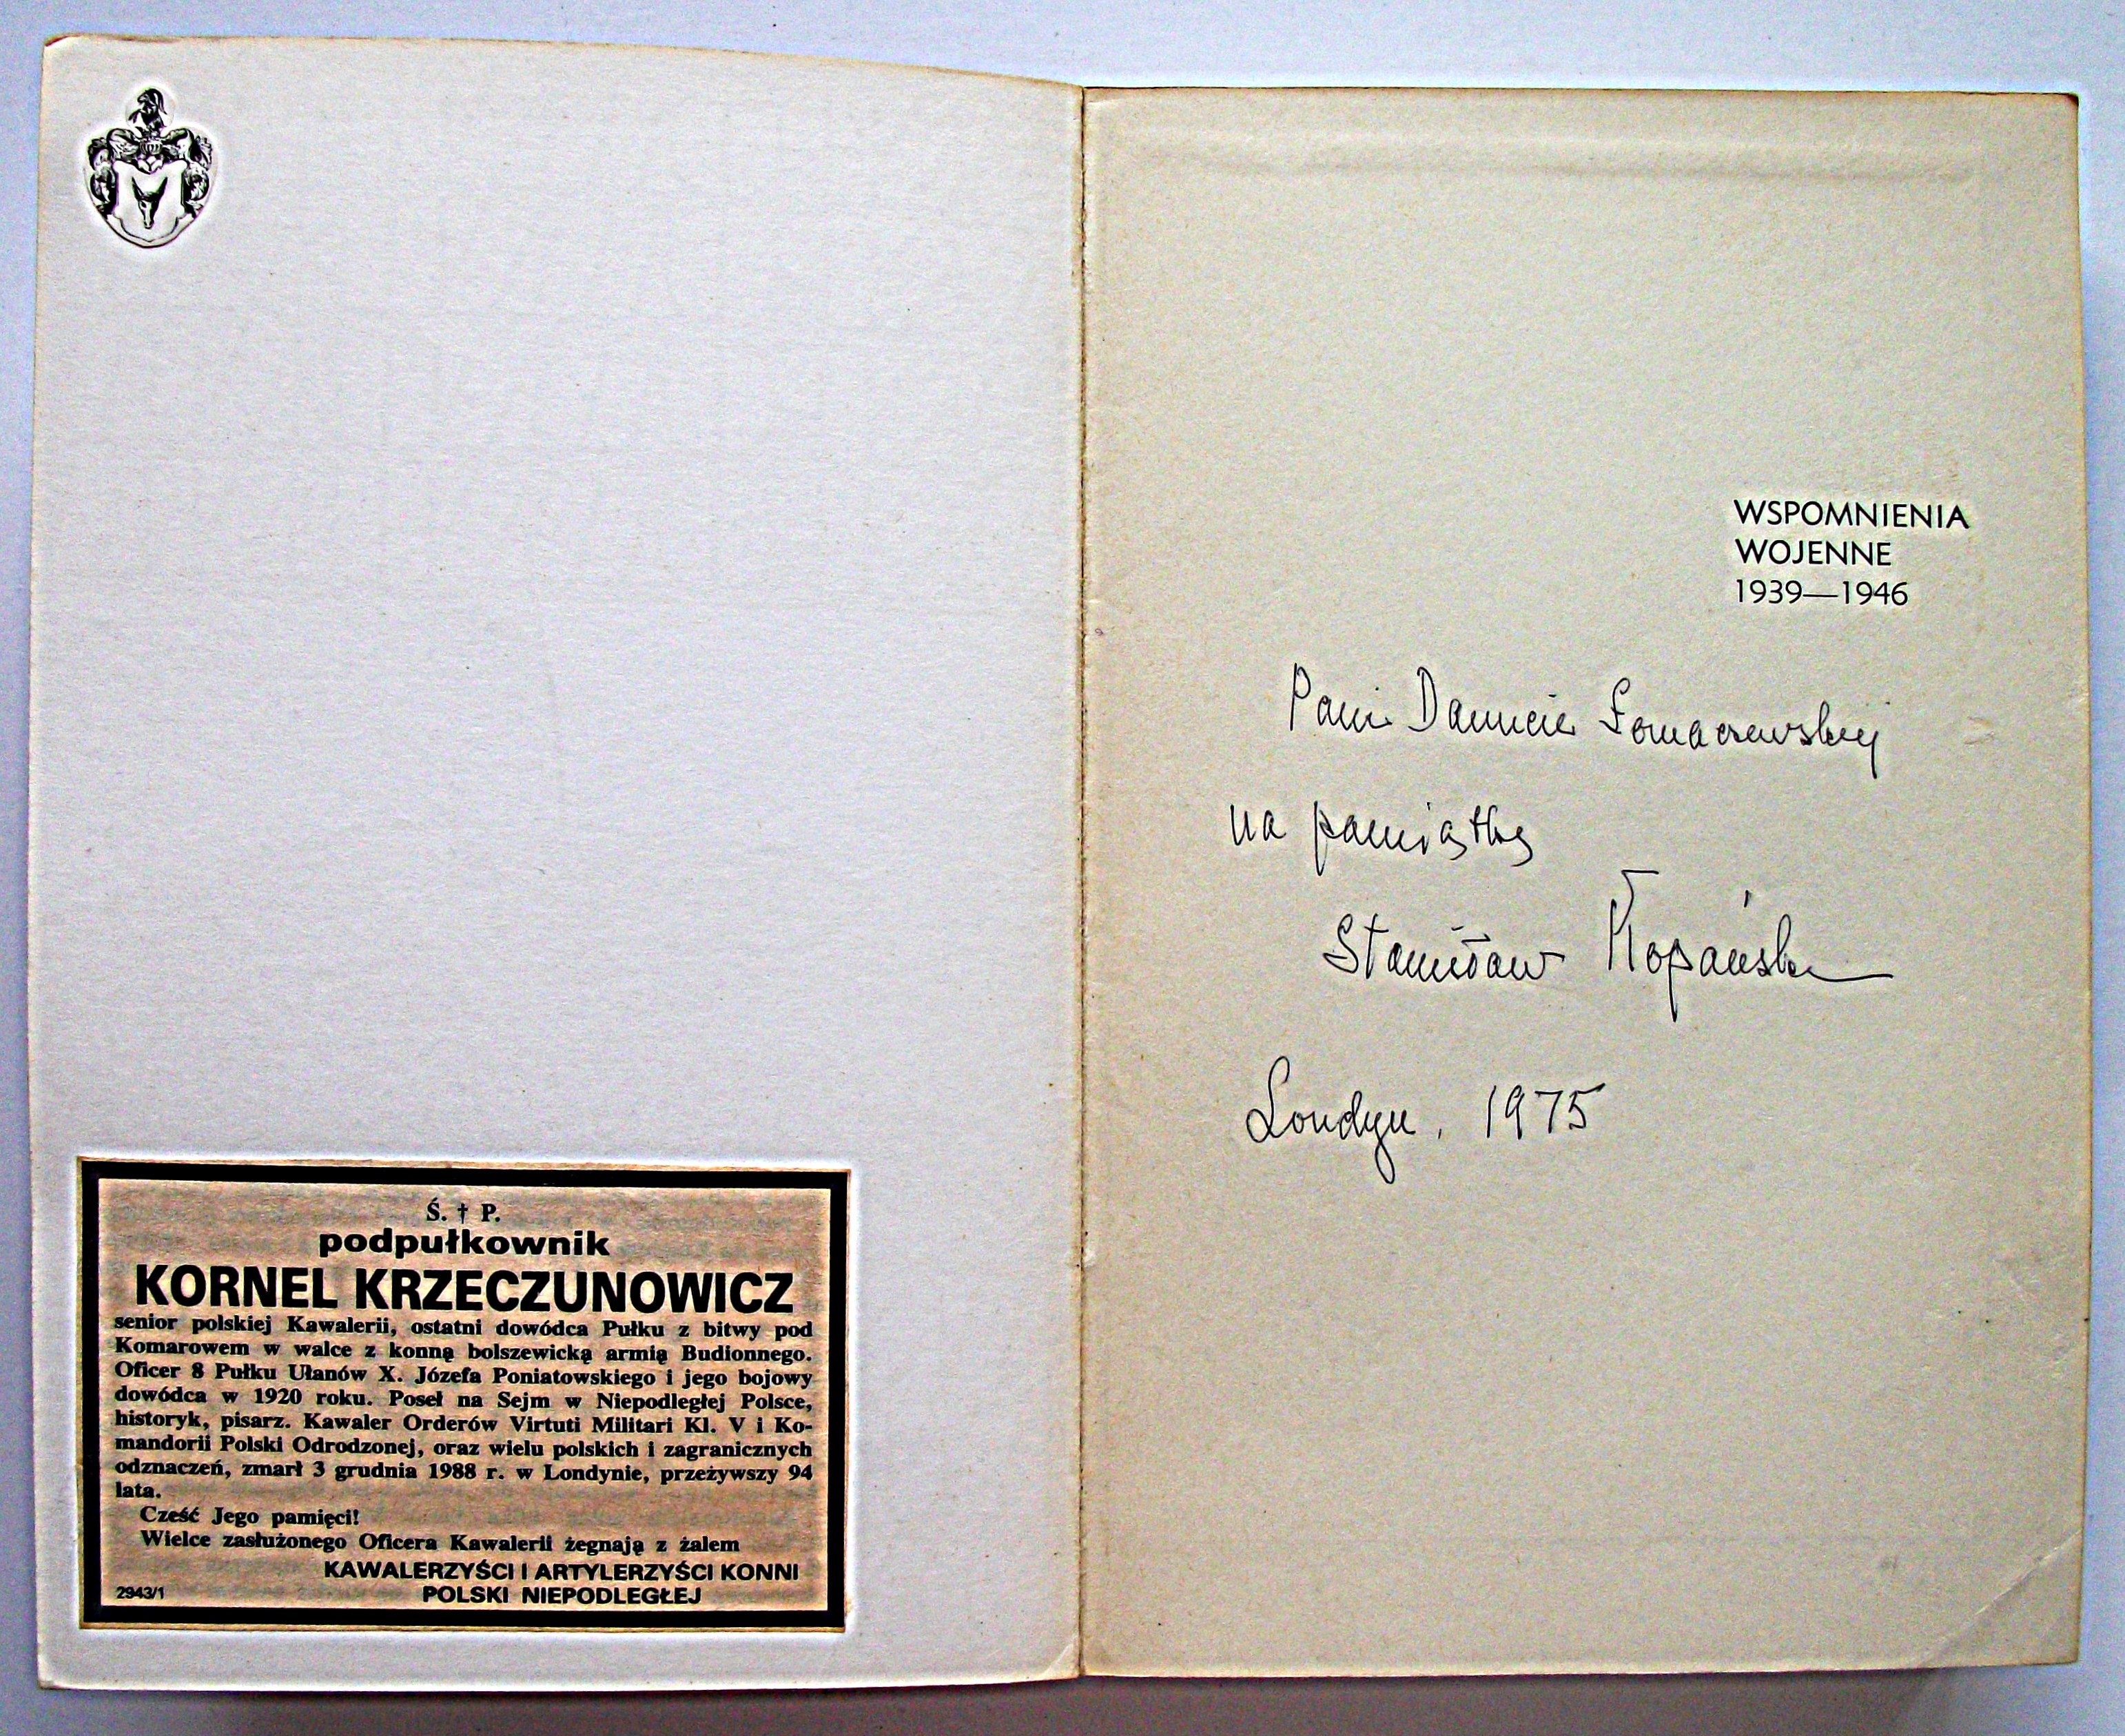 Ś. † P.
podpułkownik
KORNEL KRZECZUNOWICZ
senior polskiej Kawalerii, ostatni dowódca Pułku z bitwy pod
Komarowem w walce z konną bolszewicką armią Budionnego.
Oficer 8 Pułku Ułanów X. Józefa Poniatowskiego i jego bojowy
dowódca w 1920 roku. Poseł na Sejm w Niepodległej Polsce,
historyk, pisarz. Kawaler Orderów Virtuti Militari Kl. V i Ko-
mandorii Polski Odrodzonej, oraz wielu polskich i zagranicznych
odznaczeń, zmarł 3 grudnia 1988 r. w Londynie, przeżywszy 94
lata.
Cześć Jego pamięci!
Wielce zasłużonego Oficera Kawalerii żegnają z żalem
KAWALERZYŚCI I ARTYLERZYŚCI KONNI
2943/1 POLSKI NIEPODLEGŁEJ
WSPOMNIENIA
WOJENNE
1939—1946
Pani Danucie
na pamiątkę
Stanisław Kopański
Londyn, 1975